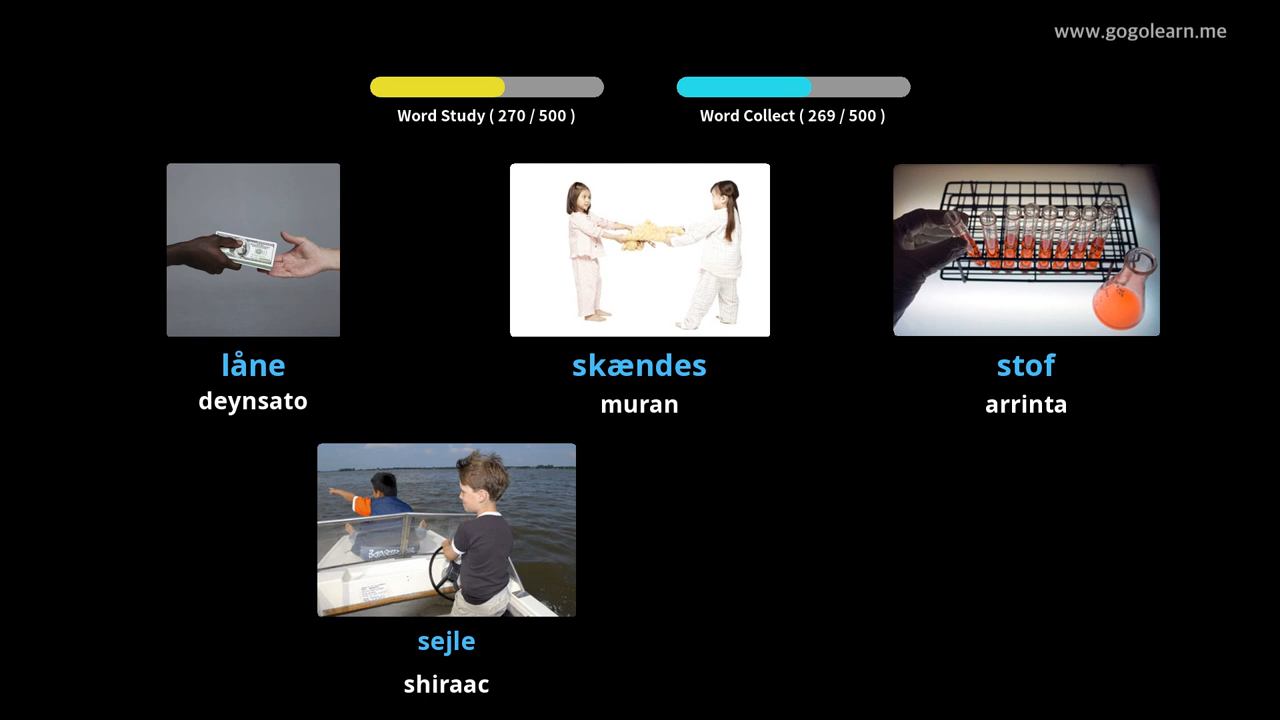 www.gogolearn.me
Word Study ( 270 / 500 )
Word Collect ( 269 / 500 )
låne
skændes
stof
deynsato
muran
arrinta
sejle
shiraac